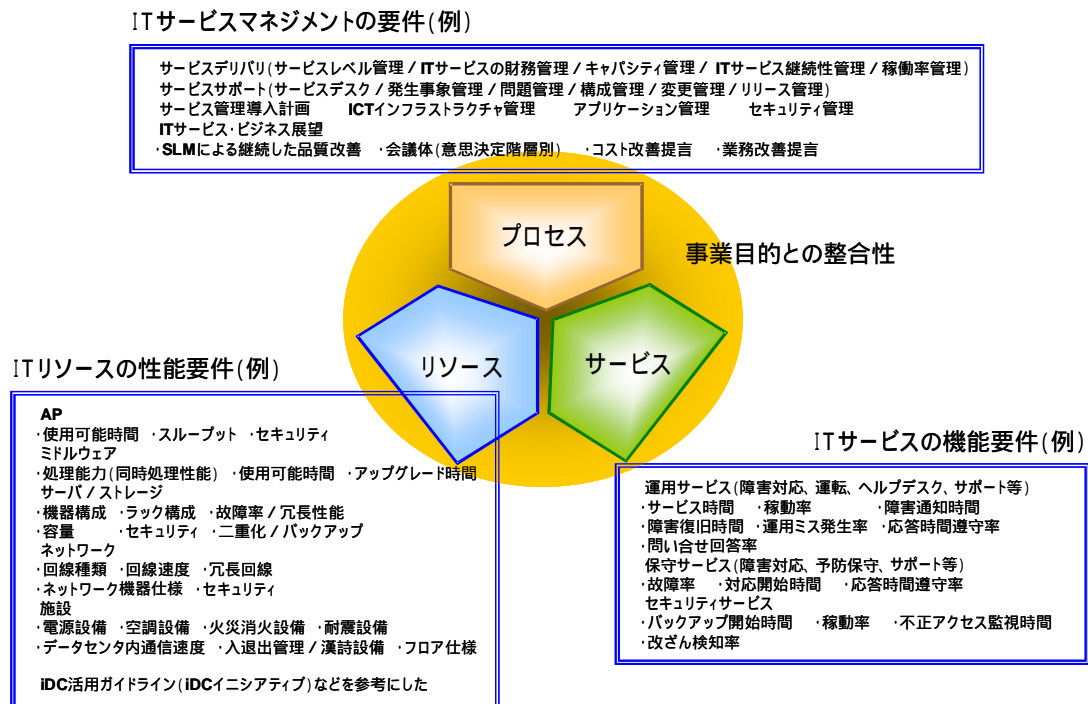 ITサービスマネジメントの要件(例)
サービスデリバリ(サービスレベル管理 / ITサービスの財務管理 / キャパシティ管理 / ITサービス継続性管理 / 稼働率管理)
サービスサポート(サービスデスク / 発生事象管理 / 問題管理 / 構成管理 / 変更管理 / リリース管理)
サービス管理導入計画 ICTインフラストラクチャ管理 アプリケーション管理 セキュリティ管理
ITサービス・ビジネス展望
・SLMによる継続した品質改善 ・会議体(意思決定階層別) ・コスト改善提言 ・業務改善提言
プロセス
事業目的との整合性
リソース
サービス
ITリソースの性能要件(例)
AP
・使用可能時間 ・スループット ・セキュリティ
ミドルウェア
・処理能力(同時処理性能) ・使用可能時間 ・アップグレード時間
サーバ / ストレージ
・機器構成 ・ラック構成 ・故障率 / 冗長性能
・容量 ・セキュリティ ・二重化 / バックアップ
ネットワーク
・回線種類 ・回線速度 ・冗長回線
・ネットワーク機器仕様 ・セキュリティ
施設
・電源設備 ・空調設備 ・火災消火設備 ・耐震設備
・データセンタ内通信速度 ・入退出管理 / 漢詩設備 ・フロア仕様
iDC活用ガイドライン(iDCイニシアティブ)などを参考にした
ITサービスの機能要件(例)
運用サービス(障害対応、運転、ヘルプデスク、サポート等)
・サービス時間 ・稼働率 ・障害通知時間
・障害復旧時間 ・運用ミス発生率 ・応答時間遵守率
・問い合せ回答率
保守サービス(障害対応、予防保守、サポート等)
・故障率 ・対応開始時間 ・応答時間遵守率
セキュリティサービス
・バックアップ開始時間 ・稼働率 ・不正アクセス監視時間
・改ざん検知率